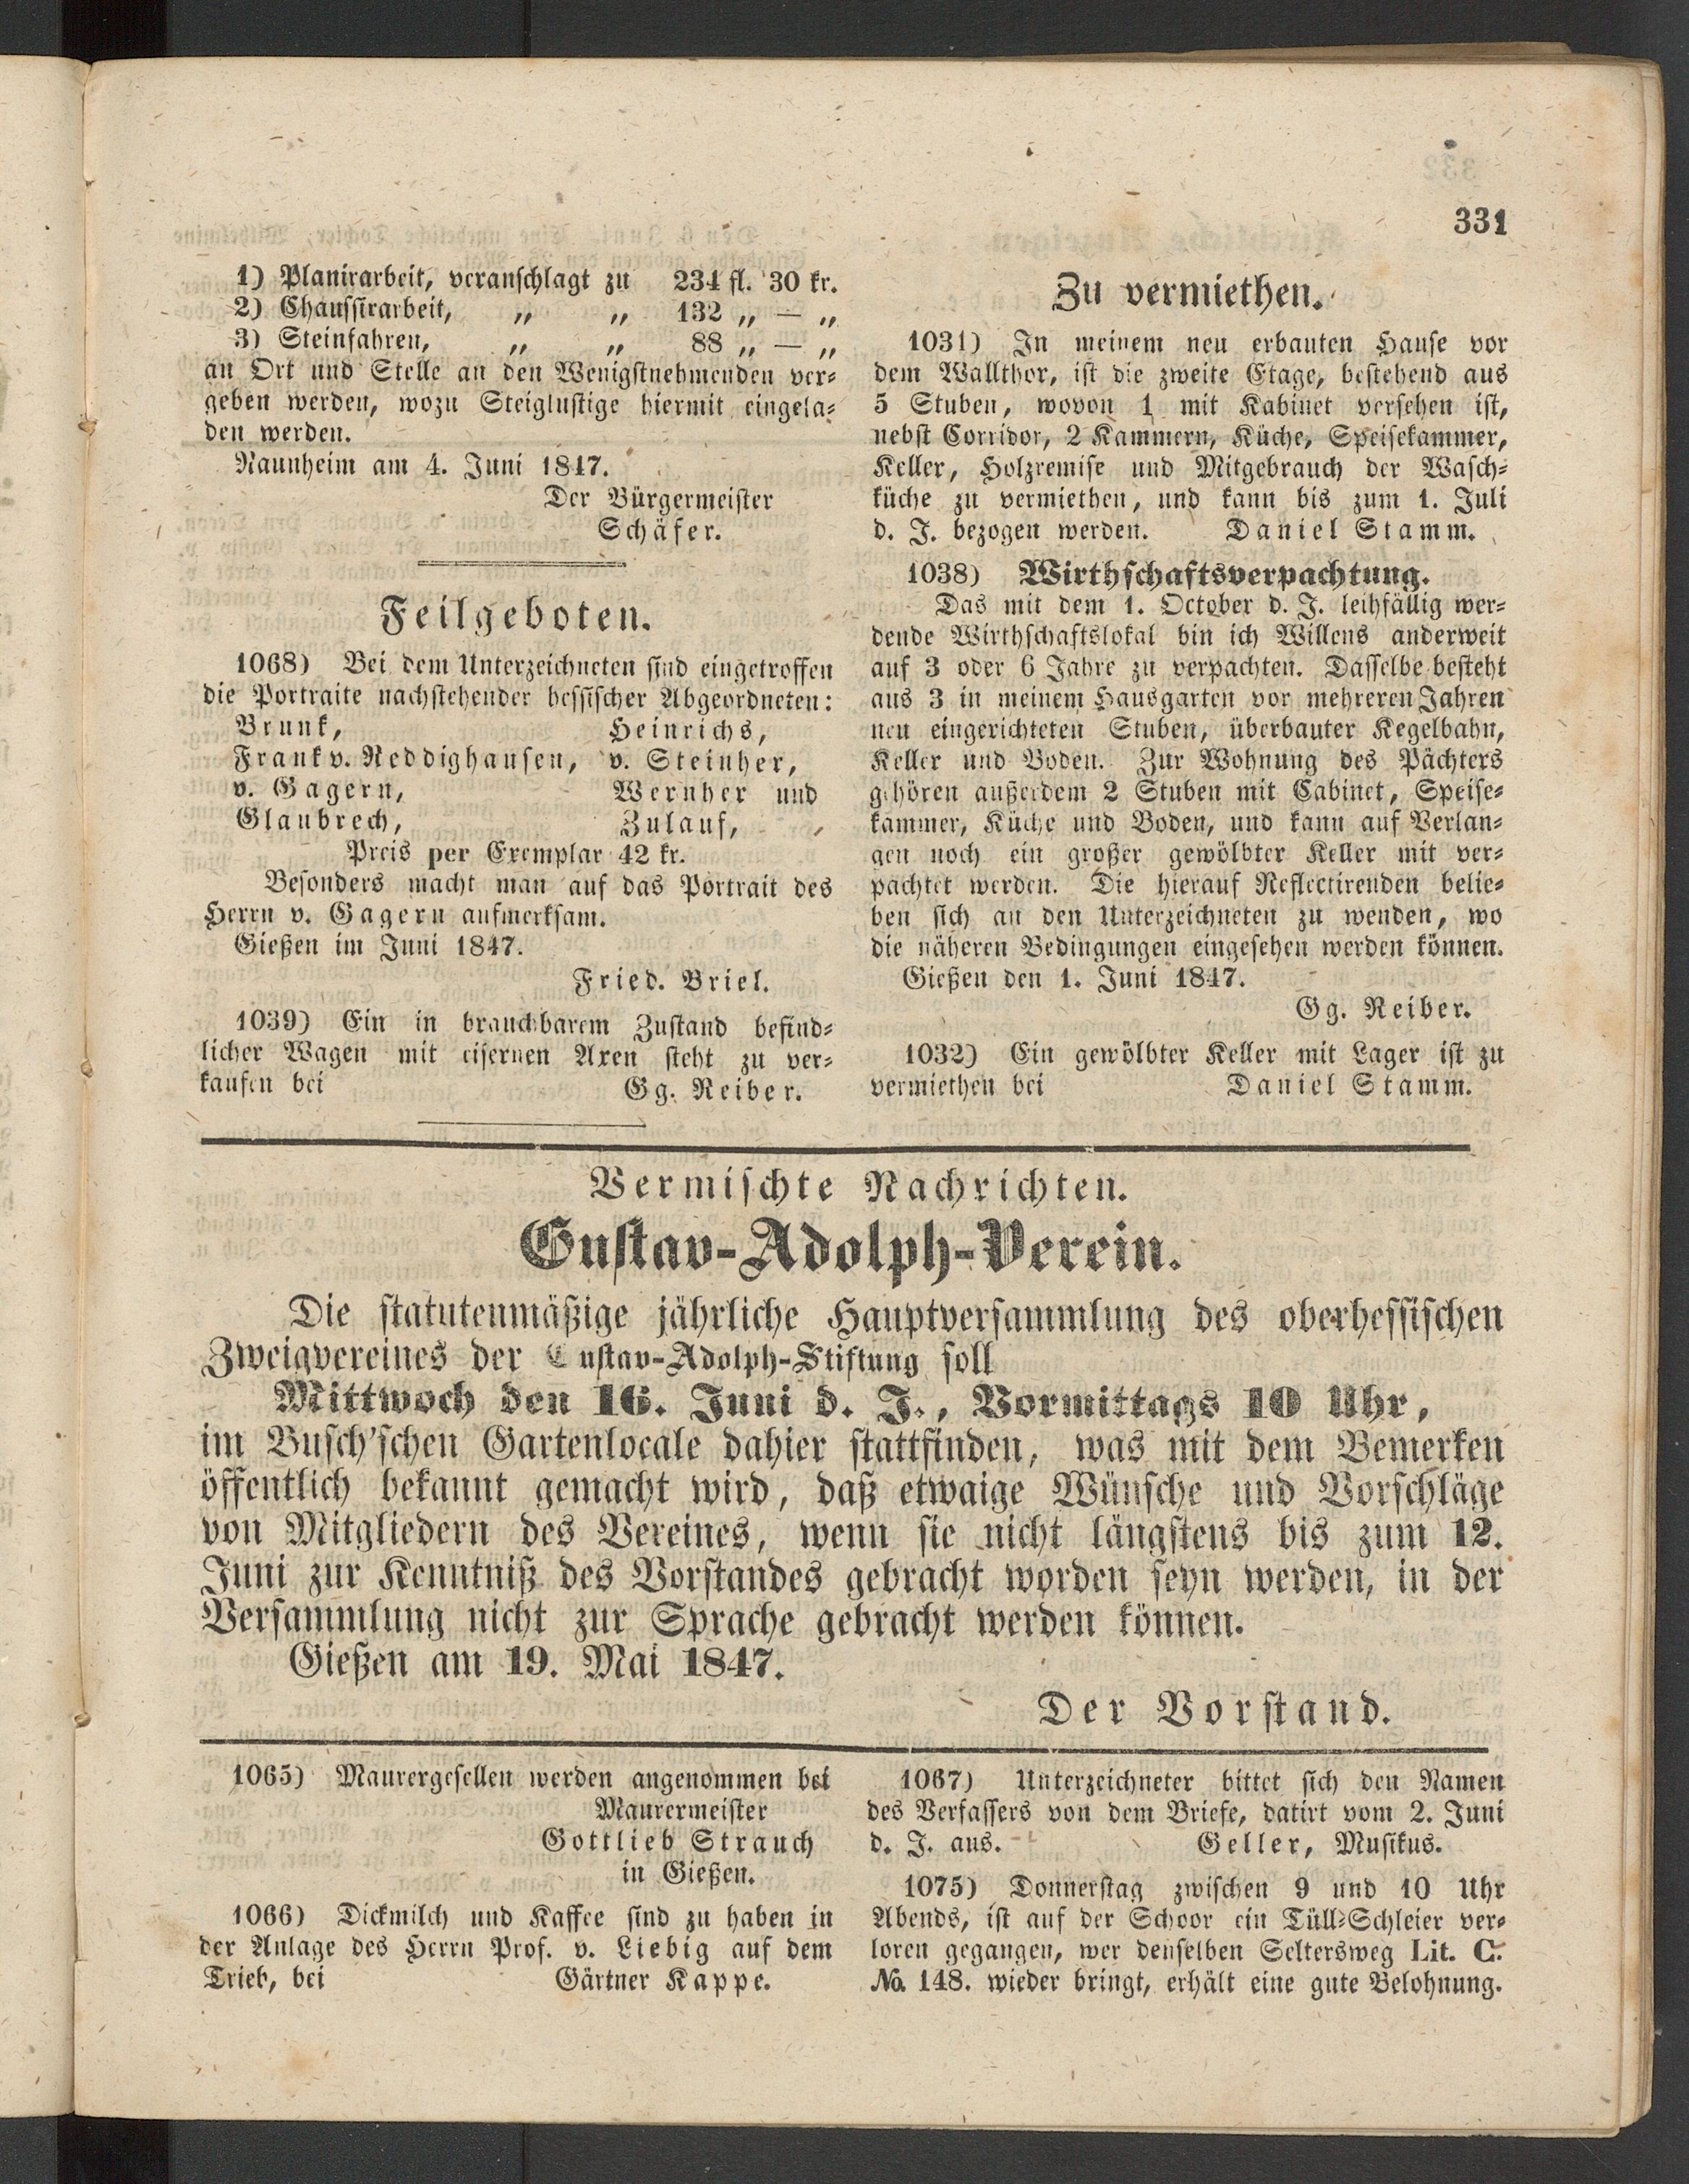 331
1) Planirarbeit, veranschlagt zu 234 fl. 30 kr.
2) Chaussirarbeit, „ „ 132 „ — „
3) Steinfahren, „ „ 88 „ — „
an Ort und Stelle an den Wenigstnehmenden ver-
geben werden, wozu Steiglustige hiermit eingela-
den werden.
Naunheim am 4. Juni 1847.
Der Bürgermeister
Schäfer.
Feilgeboten.
1068) Bei dem Unterzeichneten sind eingetroffen
die Portraite nachstehender hessischer Abgeordneten:
Brunk, Heinrichs,
Frank v. Reddighausen, v. Steinher,
v. Gagern, Wernher und
Glaubrech, Zulauf,
Preis per Exemplar 42 kr.
Besonders macht man auf das Portrait des
Herrn v. Gagern aufmerksam.
Gießen im Juni 1847.
Fried. Briel.
1039) Ein in brauchbarem Zustand befind-
licher Wagen mit eisernen Axen steht zu ver-
kaufen bei Gg. Reiber.
Zu vermiethen.
1031) In meinem neu erbauten Hause vor
dem Wallthor, ist die zweite Etage, bestehend aus
5 Stuben, wovon 1 mit Kabinet versehen ist,
nebst Corridor, 2 Kammern, Küche, Speisekammer,
Keller, Holzremise und Mitgebrauch der Wasch-
küche zu vermiethen, und kann bis zum 1. Juli
d. J. bezogen werden. Daniel Stamm.
1038) Wirthschaftsverpachtung.
Das mit dem 1. October d. J. leihfällig wer-
dende Wirthschaftslokal bin ich Willens anderweit
auf 3 oder 6 Jahre zu verpachten. Dasselbe besteht
aus 3 in meinem Hausgarten vor mehreren Jahren
neu eingerichteten Stuben, überbauter Kegelbahn,
Keller und Boden. Zur Wohnung des Pächters
gehören außerdem 2 Stuben mit Cabinet, Speise-
kammer, Küche und Boden, und kann auf Verlan-
gen noch ein großer gewölbter Keller mit ver-
pachtet werden. Die hierauf Reflectirenden belie-
ben sich an den Unterzeichneten zu wenden, wo
die näheren Bedingungen eingesehen werden können.
Gießen den 1. Juni 1847.
Gg. Reiber.
1032) Ein gewölbter Keller mit Lager ist zu
vermiethen bei Daniel Stamm.
Vermischte Nachrichten.
Gustav-Adolph-Verein.
Die statutenmäßige jährliche Hauptversammlung des oberhessischen
Zweigvereines der Gustav-Adolph-Stiftung soll
Mittwoch den 16. Juni d. J., Vormittags 10 Uhr,
im Busch'schen Gartenlocale dahier stattfinden, was mit dem Bemerken
öffentlich bekannt gemacht wird, daß etwaige Wünsche und Vorschläge
von Mitgliedern des Vereines, wenn sie nicht längstens bis zum 12.
Juni zur Kenntniß des Vorstandes gebracht worden seyn werden, in der
Versammlung nicht zur Sprache gebracht werden können.
Gießen am 19. Mai 1847.
Der Vorstand.
1065) Maurergesellen werden angenommen bei
Maurermeister
Gottlieb Strauch
in Gießen.
1066) Dickmilch und Kaffee sind zu haben in
der Anlage des Herrn Prof. v. Liebig auf dem
Trieb, bei Gärtner Kappe.
1067) Unterzeichneter bittet sich den Namen
des Verfassers von dem Briefe, datirt vom 2. Juni
d. J. aus. Geller, Musikus.
1075) Donnerstag zwischen 9 und 10 Uhr
Abends, ist auf der Schoor ein Tüll-Schleier ver-
loren gegangen, wer denselben Seltersweg Lit. C.
No. 148. wieder bringt, erhält eine gute Belohnung.